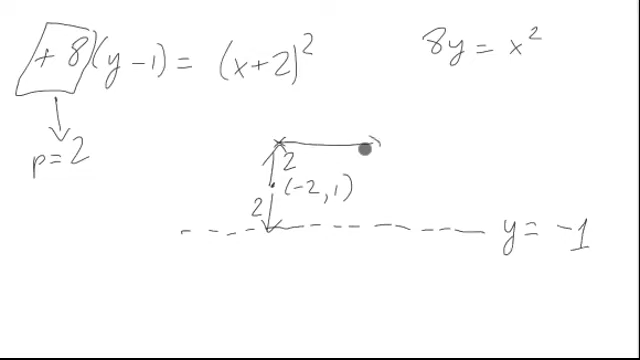 +8(y-1) = (x+2)²
8y = x²
p=2
2
(-2,1)
2
y = -1